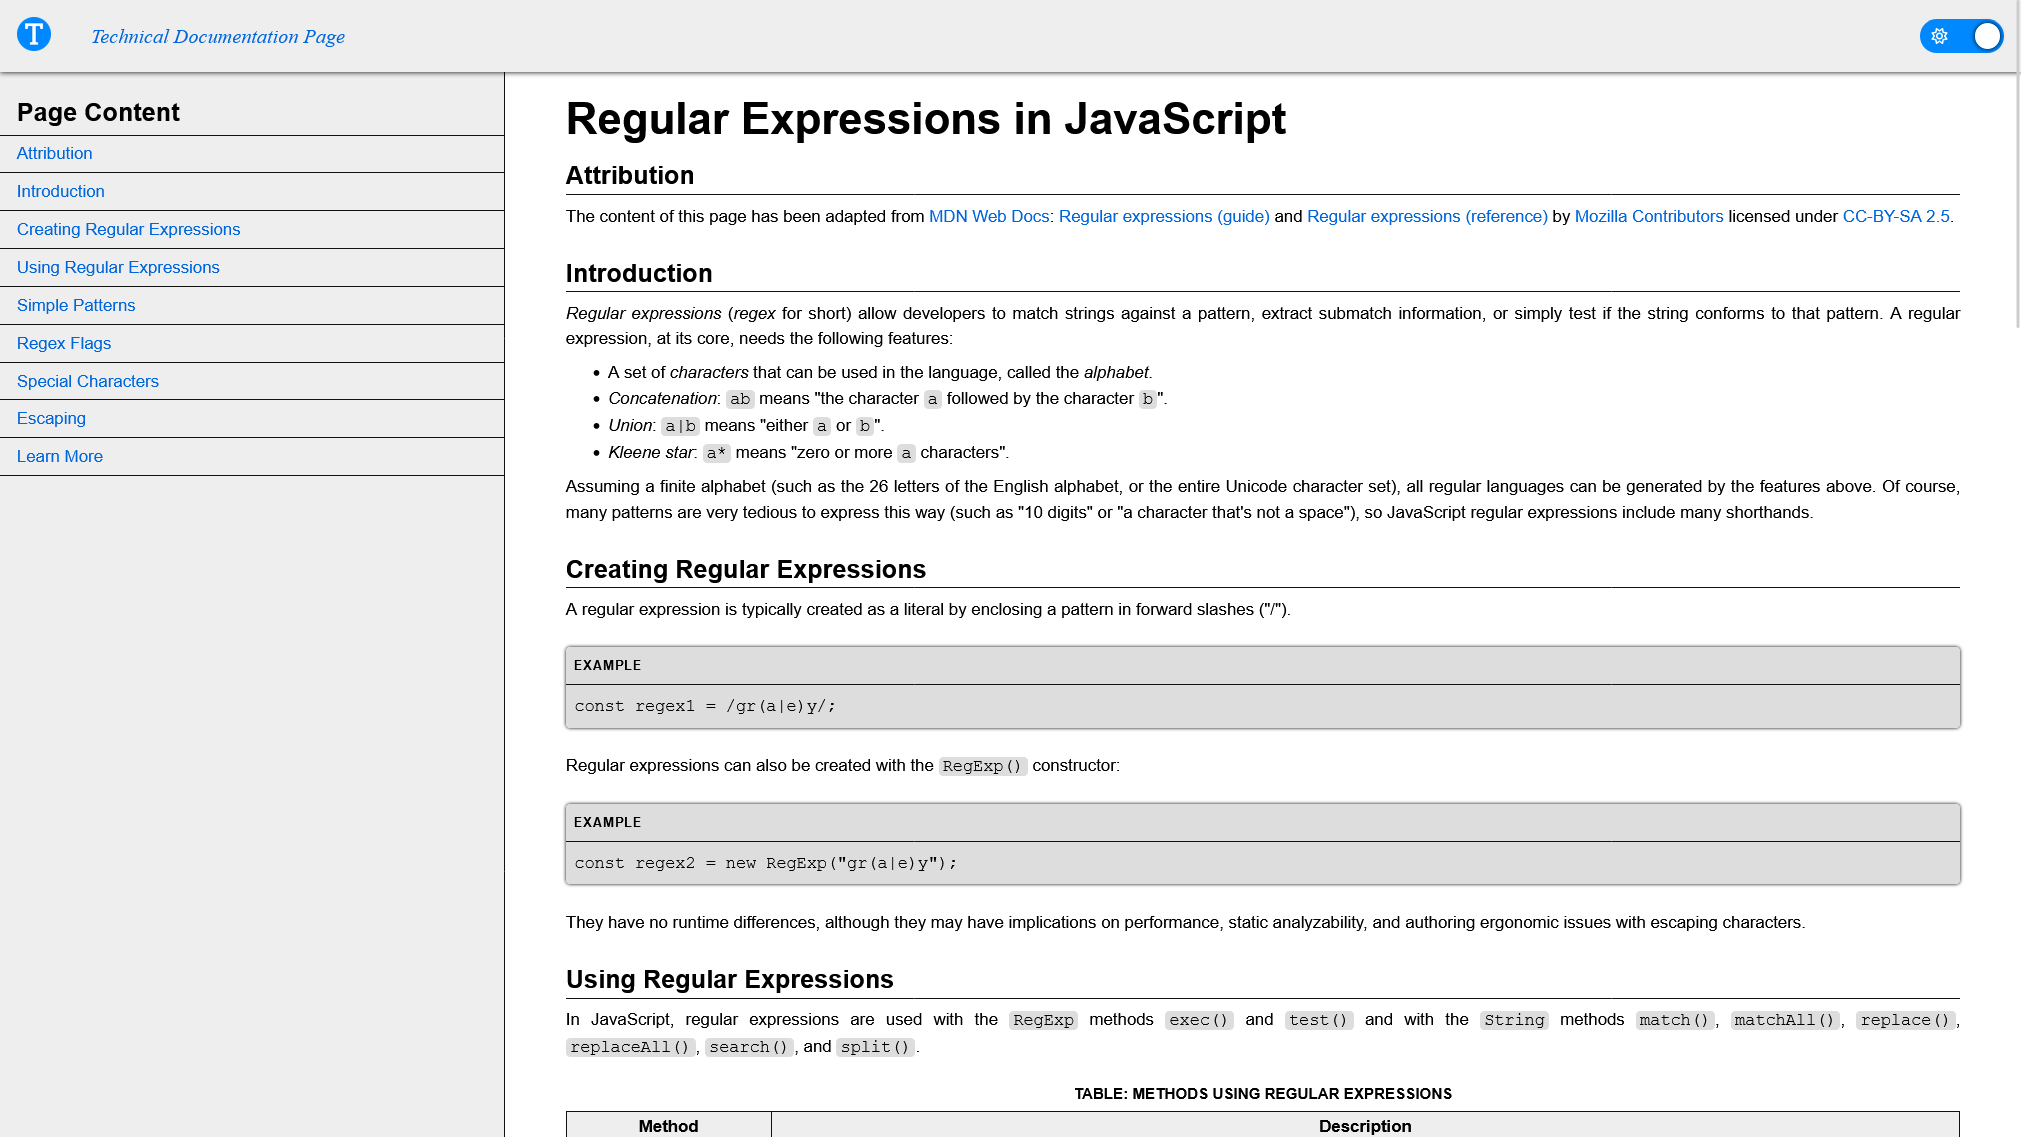 T
Technical Documentation Page
Page Content
Attribution
Introduction
Creating Regular Expressions
Using Regular Expressions
Simple Patterns
Regex Flags
Special Characters
Escaping
Learn More
Regular Expressions in JavaScript
Attribution
The content of this page has been adapted from MDN Web Docs: Regular expressions (guide) and Regular expressions (reference) by Mozilla Contributors licensed under CC-BY-SA 2.5.
Introduction
Regular expressions (regex for short) allow developers to match strings against a pattern, extract submatch information, or simply test if the string conforms to that pattern. A regular
expression, at its core, needs the following features:
• A set of characters that can be used in the language, called the alphabet.
• Concatenation: ab means "the character a followed by the character b".
• Union: a|b means "either a or b".
• Kleene star: a* means "zero or more a characters".
Assuming a finite alphabet (such as the 26 letters of the English alphabet, or the entire Unicode character set), all regular languages can be generated by the features above. Of course,
many patterns are very tedious to express this way (such as "10 digits" or "a character that's not a space"), so JavaScript regular expressions include many shorthands.
Creating Regular Expressions
A regular expression is typically created as a literal by enclosing a pattern in forward slashes ("/").
EXAMPLE
const regex1 = /gr(a|e)y/;
Regular expressions can also be created with the RegExp() constructor:
EXAMPLE
const regex2 = new RegExp("gr(a|e)y");
They have no runtime differences, although they may have implications on performance, static analyzability, and authoring ergonomic issues with escaping characters.
Using Regular Expressions
In JavaScript, regular expressions are used with the RegExp methods exec() and test() and with the String methods match(), matchAll(), replace(),
replaceAll(), search(), and split().
TABLE: METHODS USING REGULAR EXPRESSIONS
Method Description